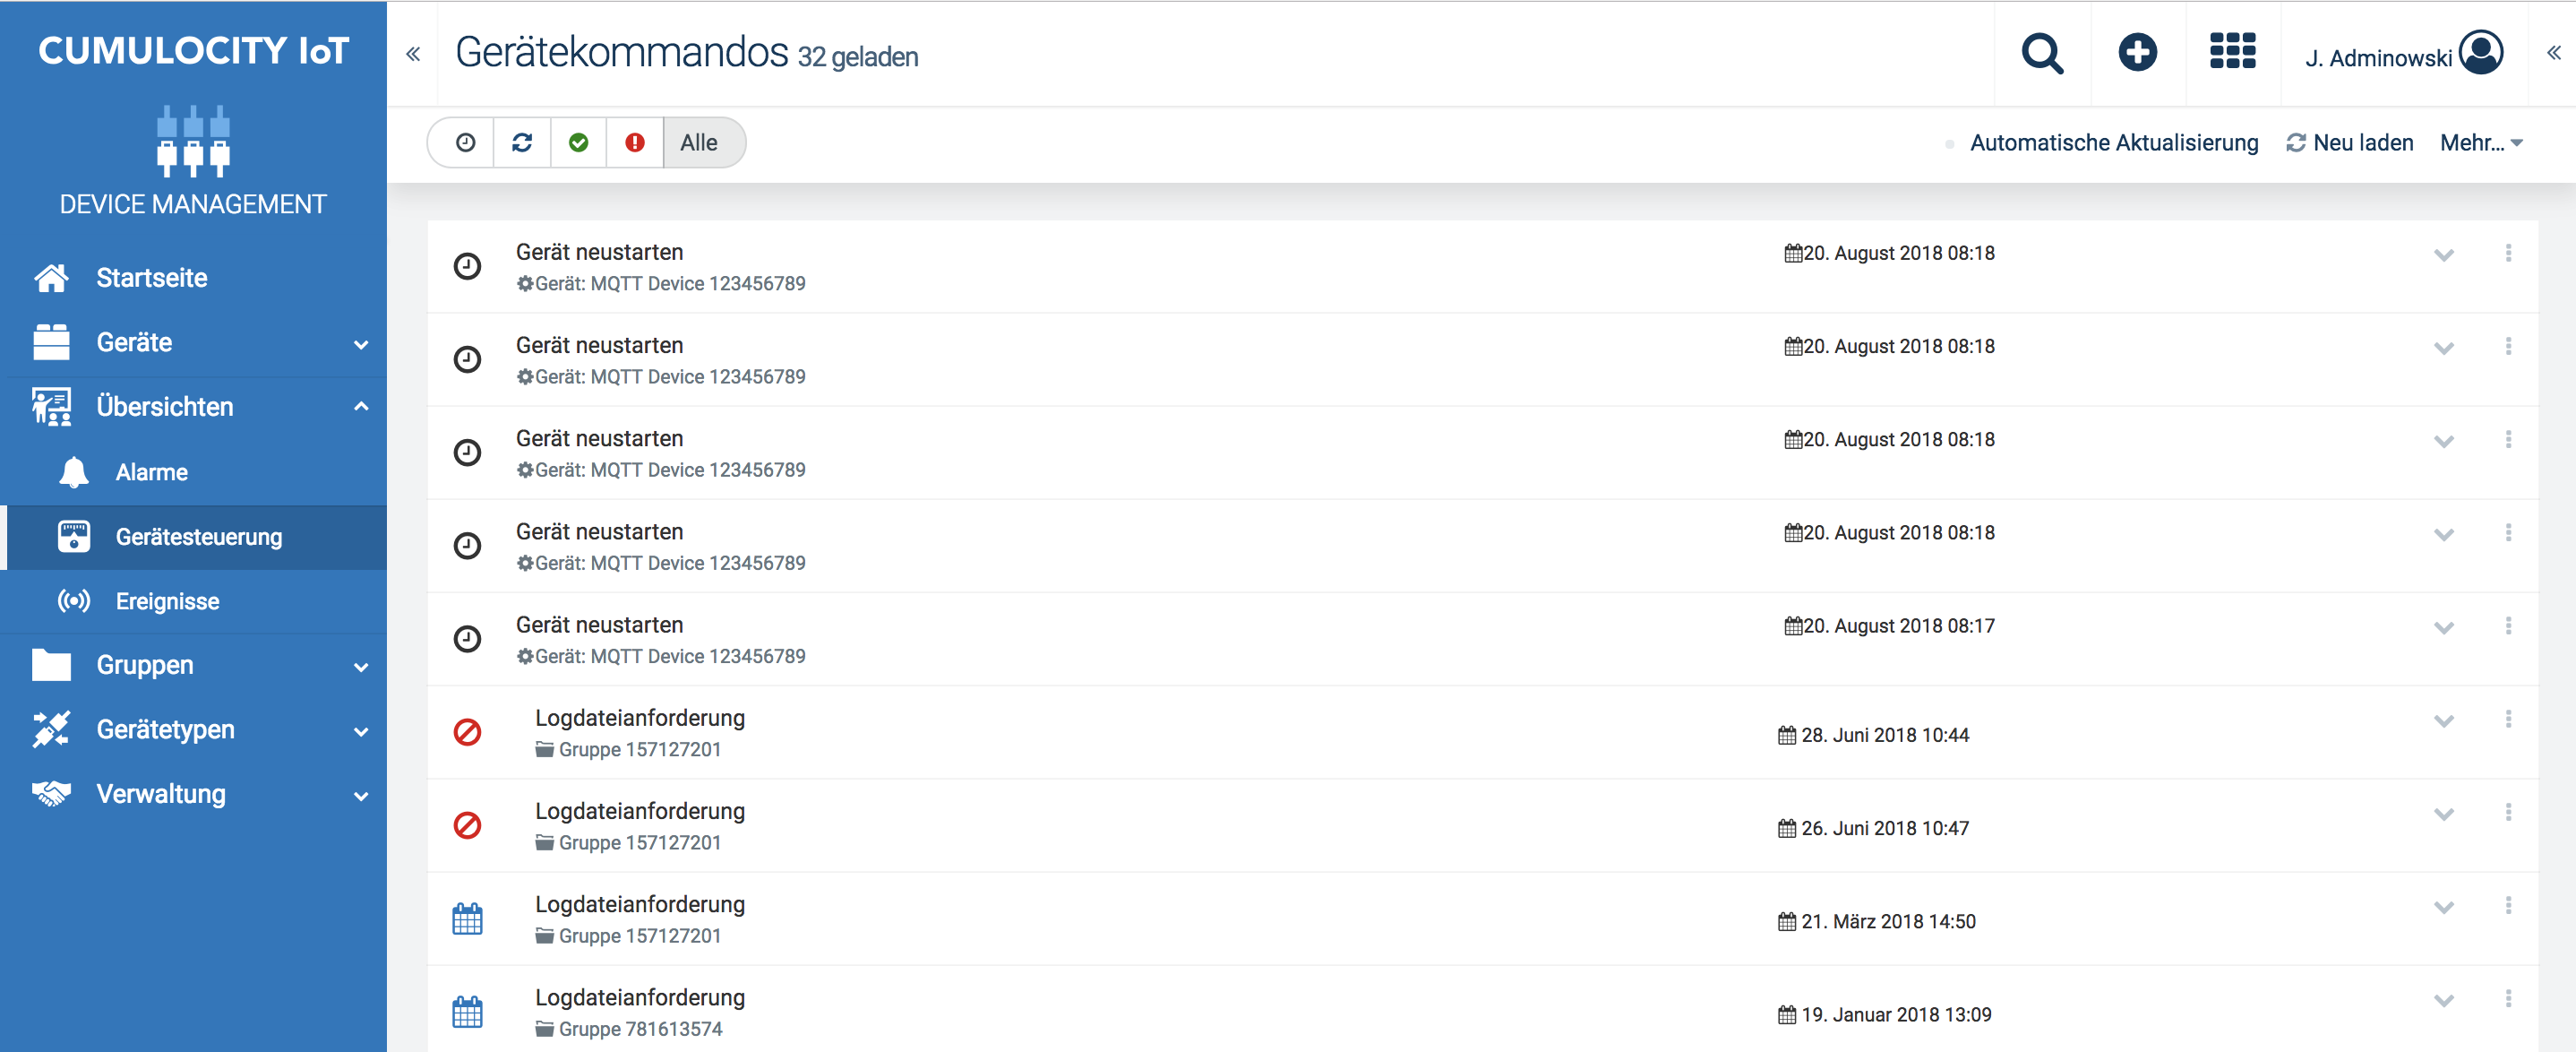 CUMULOCITY IoT
DEVICE MANAGEMENT
Startseite
Geräte
Übersichten
Alarme
Gerätesteuerung
Ereignisse
Gruppen
Gerätetypen
Verwaltung
Gerätekommandos 32 geladen
J. Adminowski
Alle
Automatische Aktualisierung Neu laden Mehr...
Gerät neustarten 20. August 2018 08:18
Gerät: MQTT Device 123456789
Gerät neustarten 20. August 2018 08:18
Gerät: MQTT Device 123456789
Gerät neustarten 20. August 2018 08:18
Gerät: MQTT Device 123456789
Gerät neustarten 20. August 2018 08:18
Gerät: MQTT Device 123456789
Gerät neustarten 20. August 2018 08:17
Gerät: MQTT Device 123456789
Logdateianforderung 28. Juni 2018 10:44
Gruppe 157127201
Logdateianforderung 26. Juni 2018 10:47
Gruppe 157127201
Logdateianforderung 21. März 2018 14:50
Gruppe 157127201
Logdateianforderung 19. Januar 2018 13:09
Gruppe 781613574